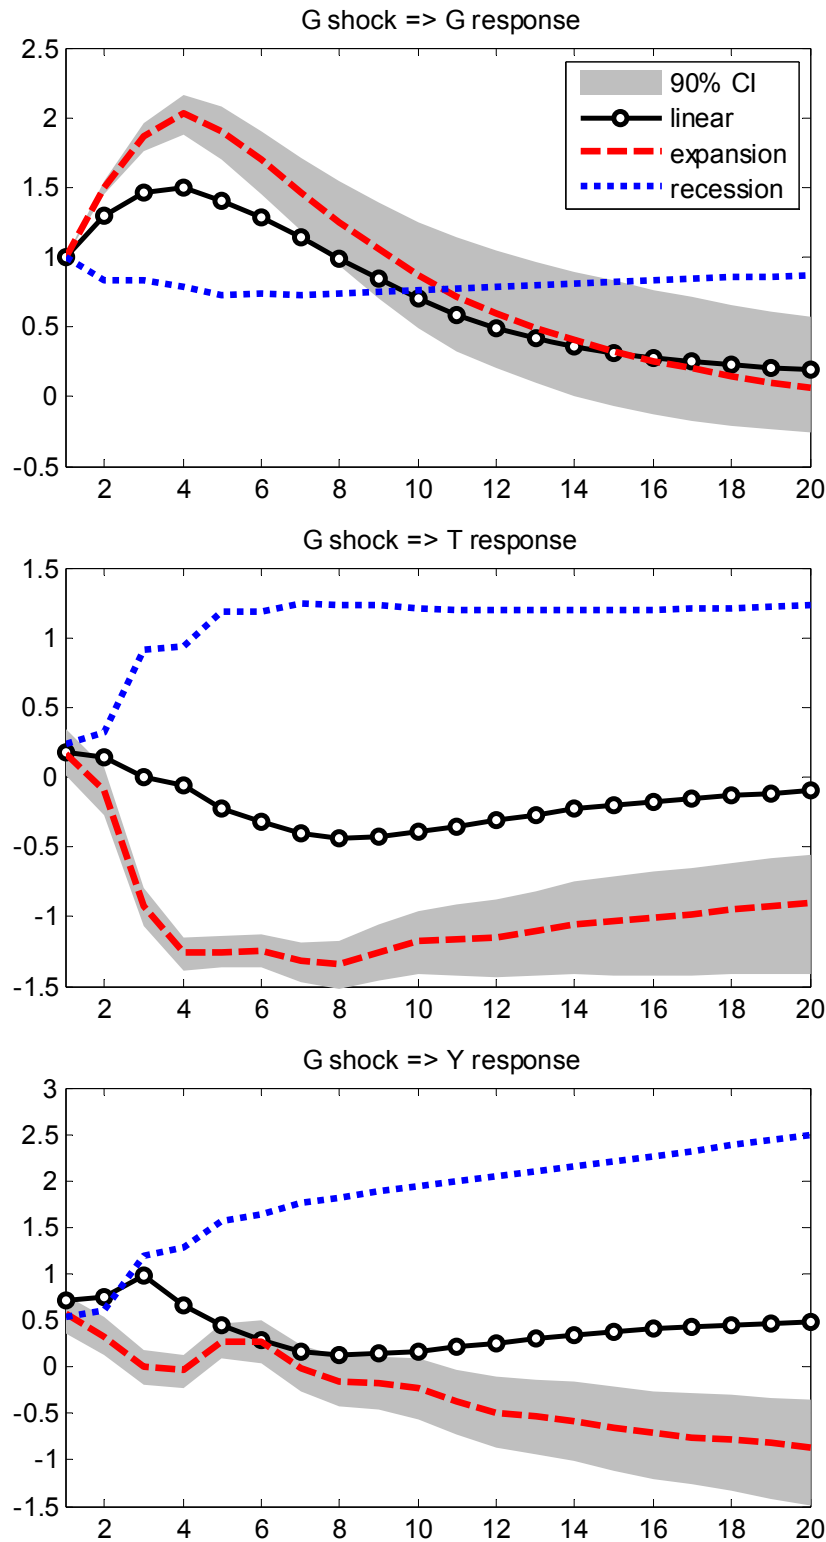 G shock => G response
2.5
2
1.5
1
0.5
0
-0.5
90% CI
linear
expansion
recession
2 4 6 8 10 12 14 16 18 20
G shock => T response
1.5
1
0.5
0
-0.5
-1
-1.5
2 4 6 8 10 12 14 16 18 20
G shock => Y response
3
2.5
2
1.5
1
0.5
0
-0.5
-1
-1.5
2 4 6 8 10 12 14 16 18 20